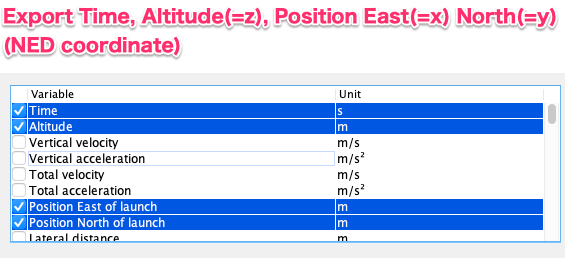 Export Time, Altitude(=z), Position East(=x) North(=y)
(NED coordinate)
Variable Unit
Time s
Altitude m
Vertical velocity m/s
Vertical acceleration m/s²
Total velocity m/s
Total acceleration m/s²
Position East of launch m
Position North of launch m
Lateral distance m